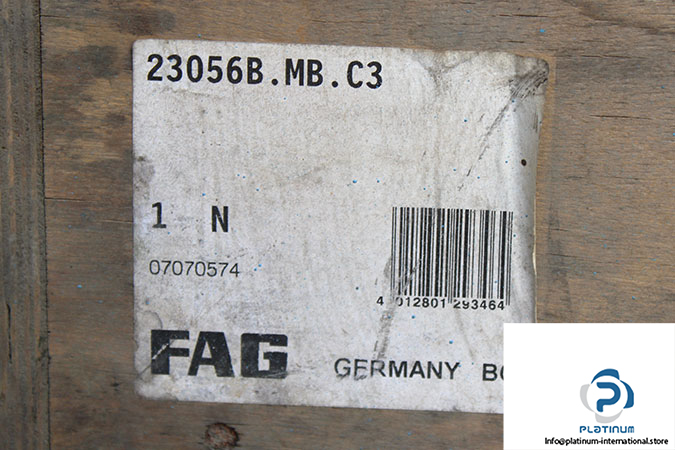 23056B.MB.C3
1 N
07070574
4 012801 293464
FAG
GERMANY
PLATINUM
Info@platinum-international.store